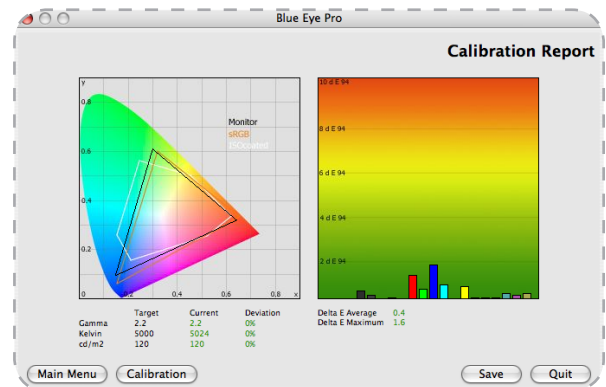 Blue Eye Pro
Calibration Report
y
0.8
0.6
0.4
0.2
0
0.2
0.4
0.6
0.8
x
Monitor
sRGB
ISOcoated
10 d E 94
8 d E 94
6 d E 94
4 d E 94
2 d E 94
Target Current Deviation
Gamma 2.2 2.2 0%
Kelvin 5000 5024 0%
cd/m2 120 120 0%
Delta E Average 0.4
Delta E Maximum 1.6
Main Menu
Calibration
Save
Quit